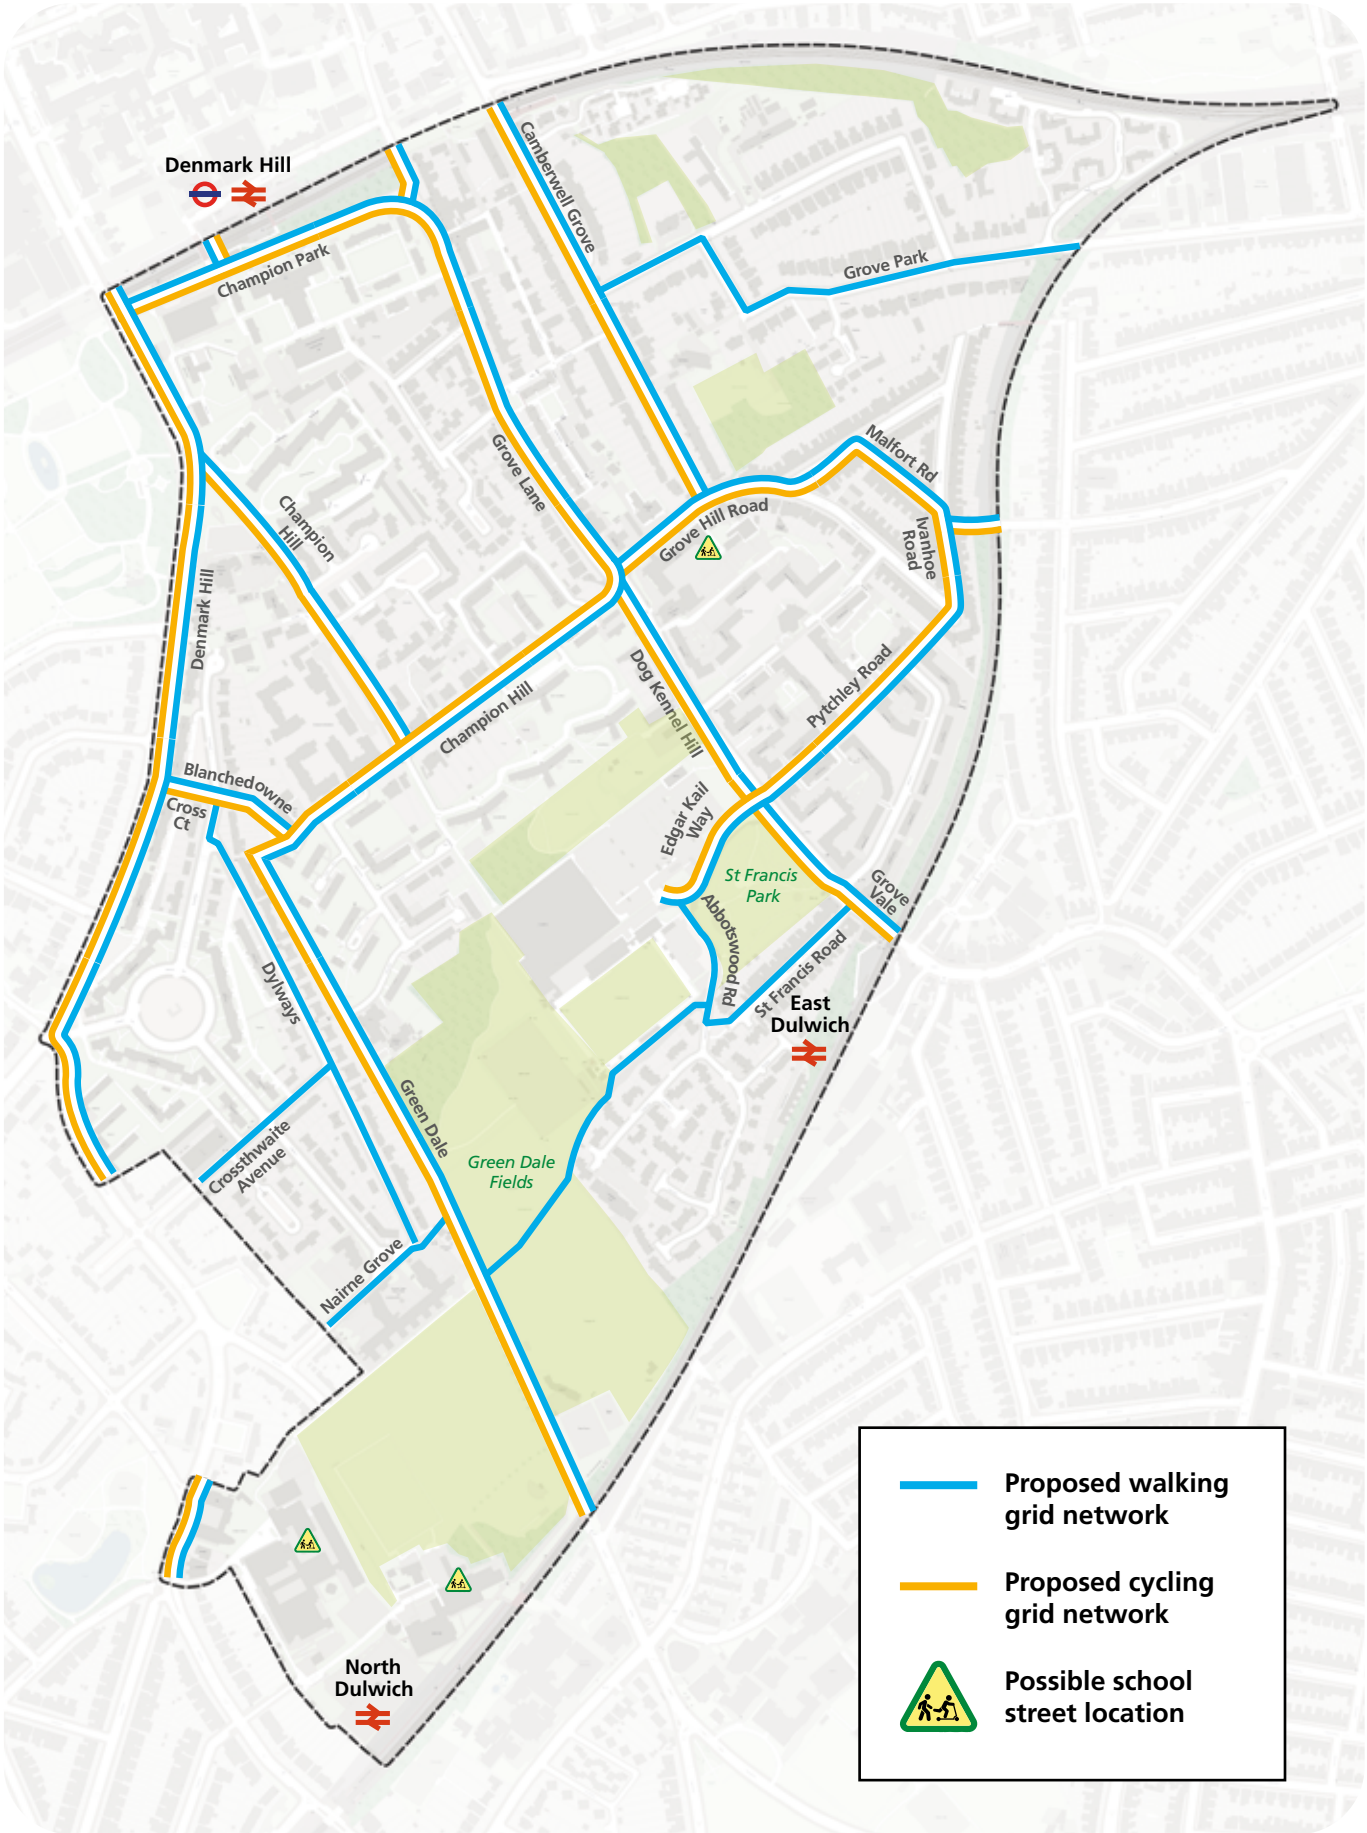 Denmark Hill
Camberwell Grove
Champion Park
Grove Park
Malfort Rd
Grove Lane
Champion
Hill
Grove Hill Road
Ivanhoe
Road
Denmark Hill
Dog Kennel Hill
Pytchley Road
Champion Hill
Blanchedowne
Cross
Ct
Edgar Kail
Way
St Francis
Park
Grove
Vale
Abbotswood Rd
St Francis Road
Dylways
East
Dulwich
Green Dale
Crossthwaite
Avenue
Green Dale
Fields
Nairne Grove
North
Dulwich
Proposed walking
grid network
Proposed cycling
grid network
Possible school
street location